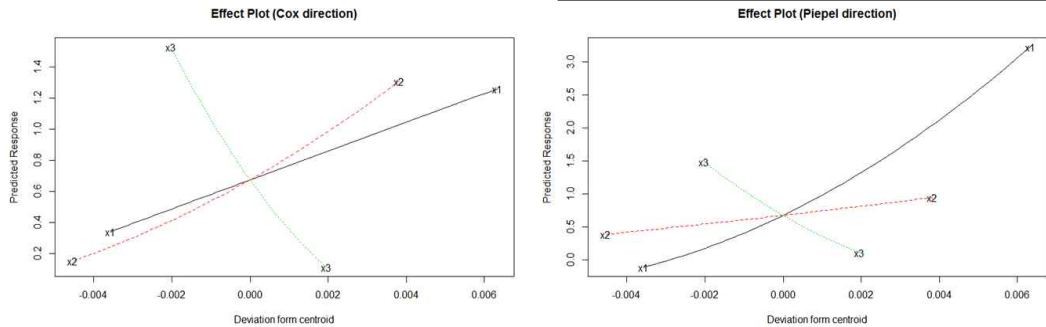 Effect Plot (Cox direction)
Predicted Response
0.2 0.4 0.6 0.8 1.0 1.2 1.4
x3
x2
x1
x1
x2
x3
-0.004 -0.002 0.000 0.002 0.004 0.006
Deviation form centroid
Effect Plot (Piepel direction)
Predicted Response
0.0 0.5 1.0 1.5 2.0 2.5 3.0
x1
x3
x2
x2
x3
x1
-0.004 -0.002 0.000 0.002 0.004 0.006
Deviation form centroid